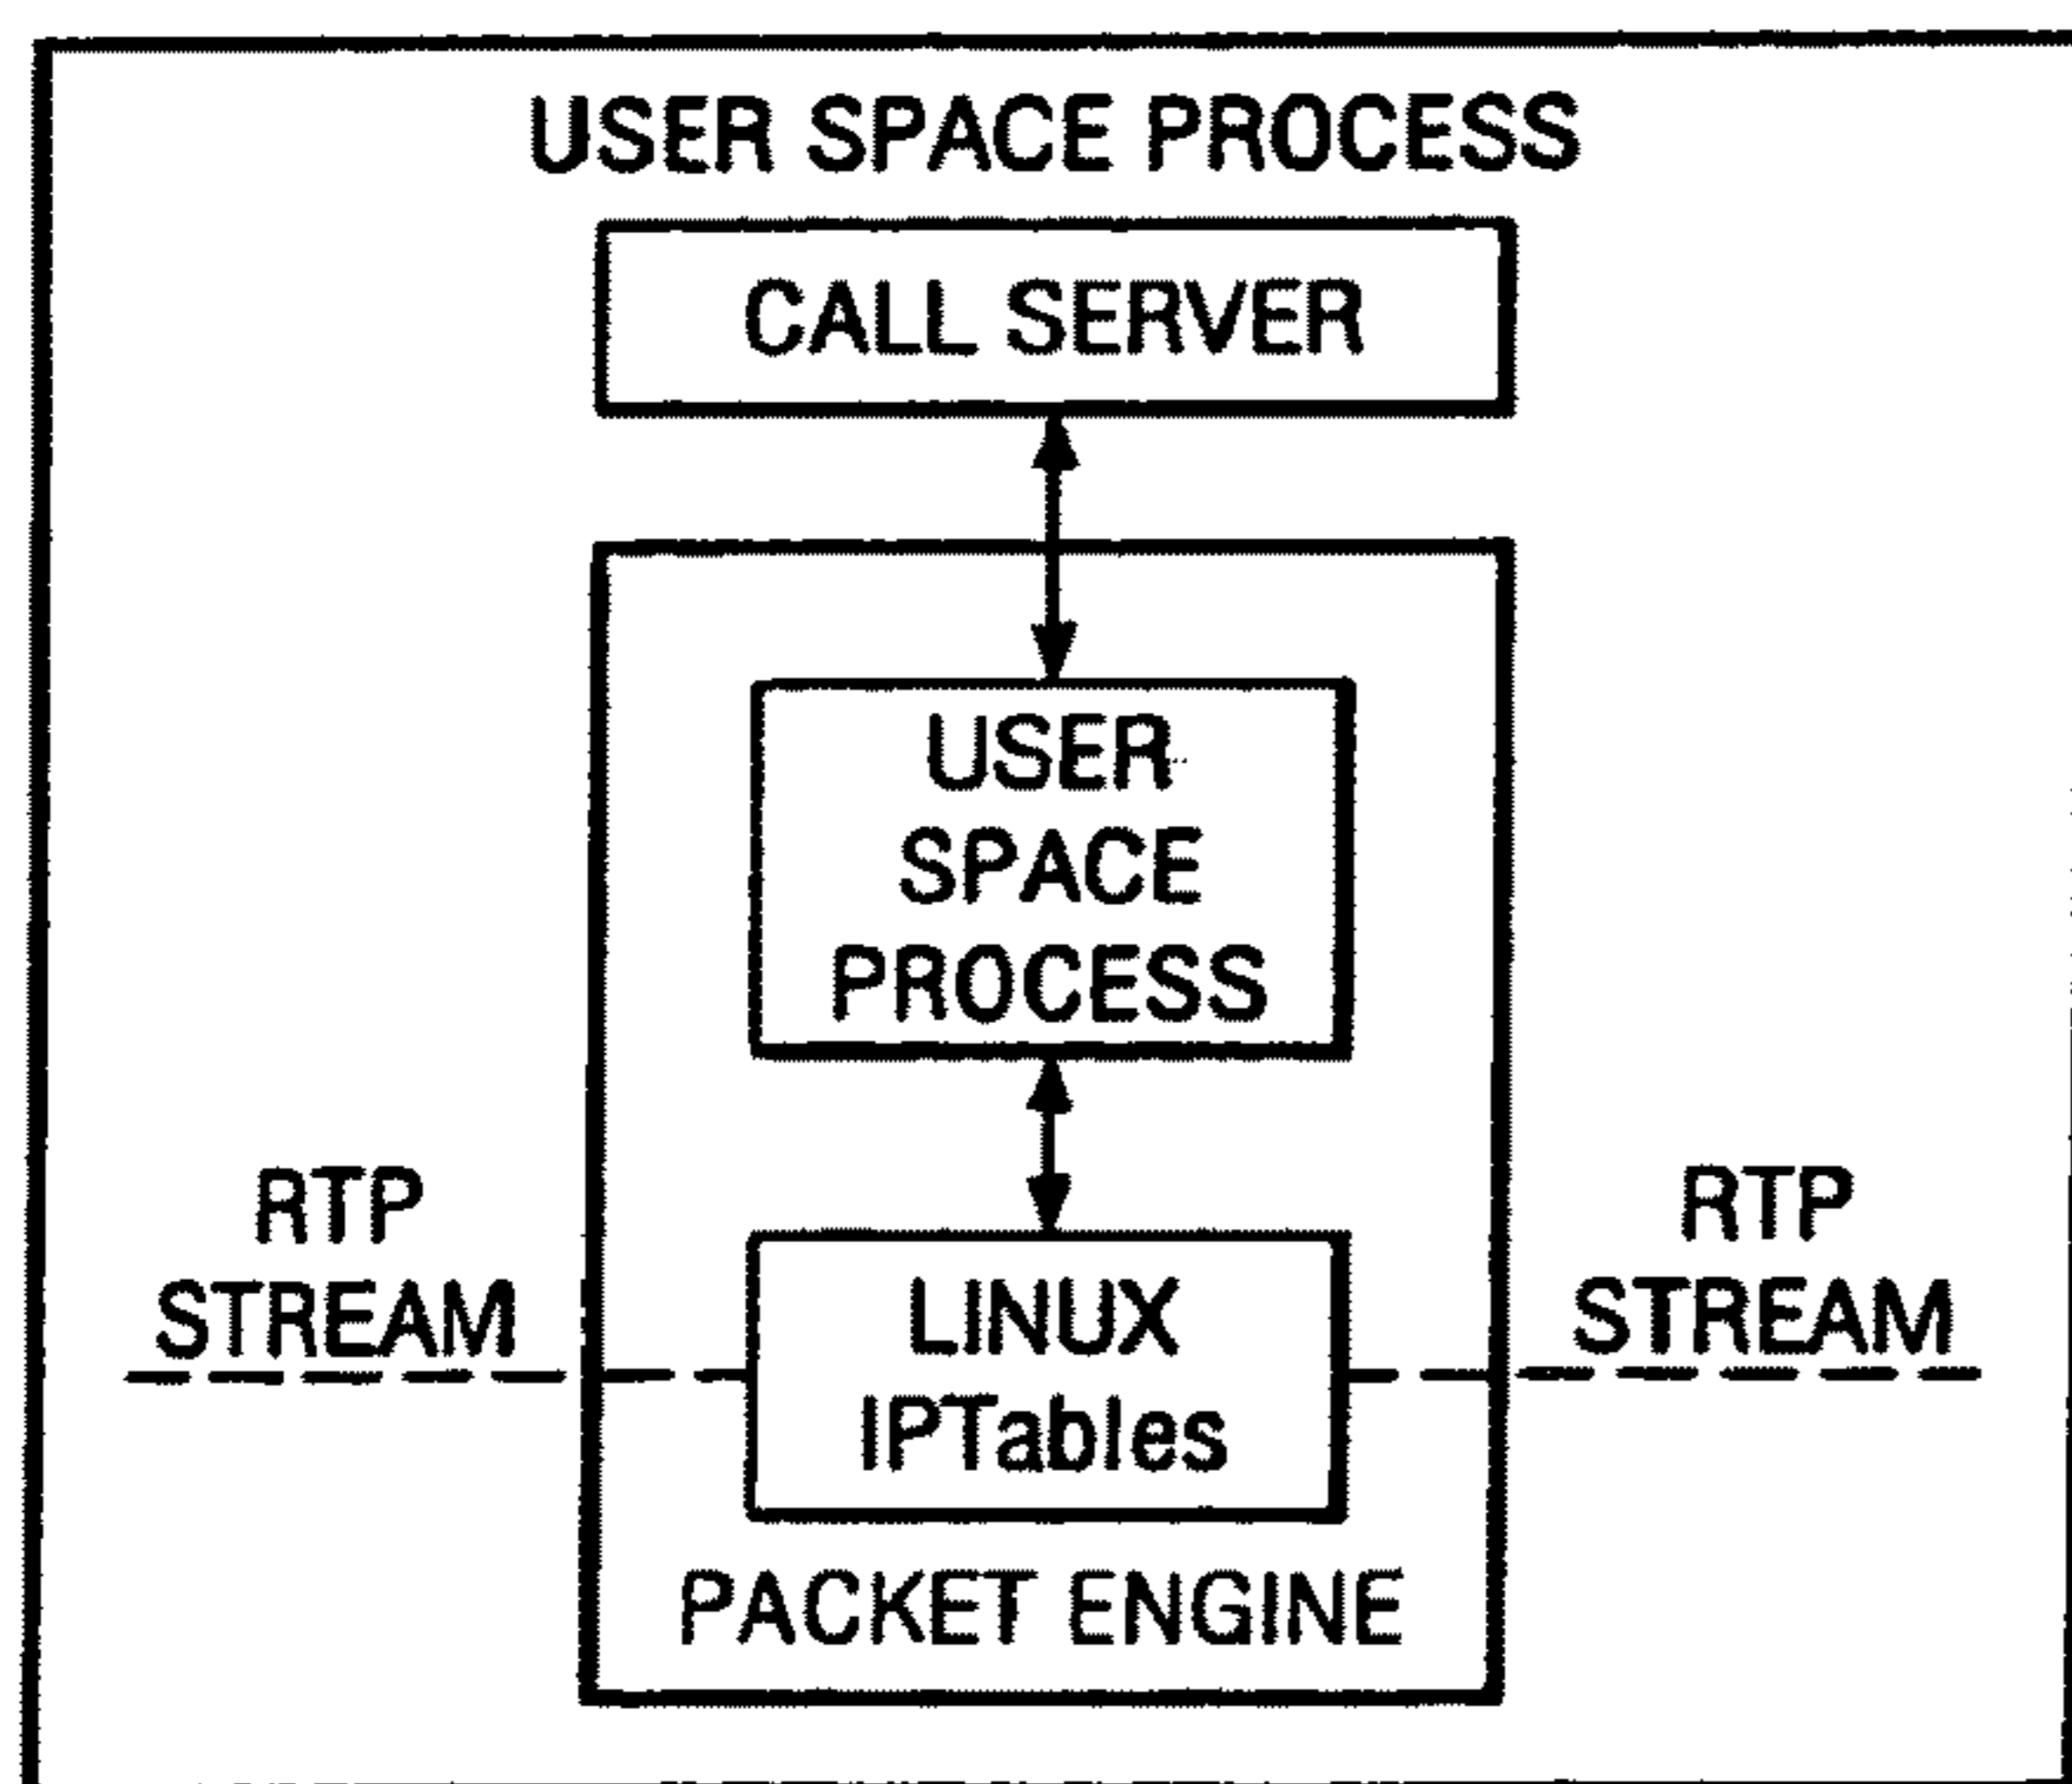 USER SPACE PROCESS
CALL SERVER
USER
SPACE
PROCESS
RTP
STREAM
LINUX
IPTables
RTP
STREAM
PACKET ENGINE